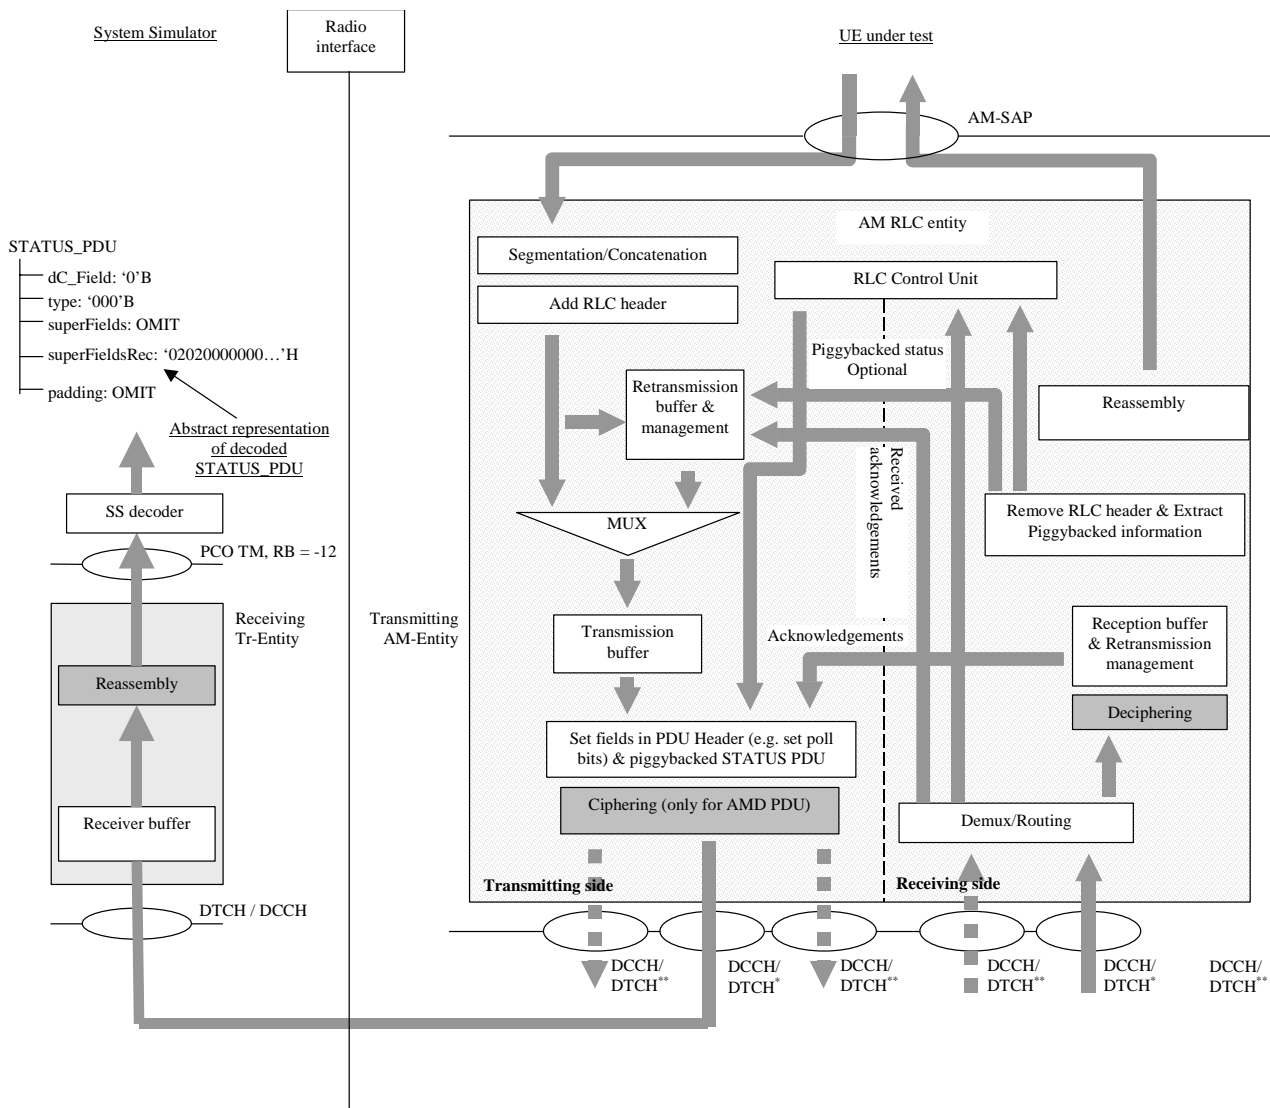 System Simulator
Radio
interface
UE under test
AM-SAP
AM RLC entity
STATUS_PDU
dC_Field: ‘0’B
type: ‘000’B
superFields: OMIT
superFieldsRec: ‘02020000000…’H
padding: OMIT
Abstract representation
of decoded
STATUS_PDU
SS decoder
PCO TM, RB = -12
Receiving
Tr-Entity
Reassembly
Receiver buffer
DTCH / DCCH
Transmitting
AM-Entity
Segmentation/Concatenation
Add RLC header
RLC Control Unit
Piggybacked status
Optional
Retransmission
buffer &
management
Reassembly
Received
acknowledgements
MUX
Remove RLC header & Extract
Piggybacked information
Transmission
buffer
Acknowledgements
Reception buffer
& Retransmission
management
Deciphering
Set fields in PDU Header (e.g. set poll
bits) & piggybacked STATUS PDU
Ciphering (only for AMD PDU)
Demux/Routing
Transmitting side
Receiving side
DCCH/
DTCH**
DCCH/
DTCH*
DCCH/
DTCH**
DCCH/
DTCH**
DCCH/
DTCH*
DCCH/
DTCH**